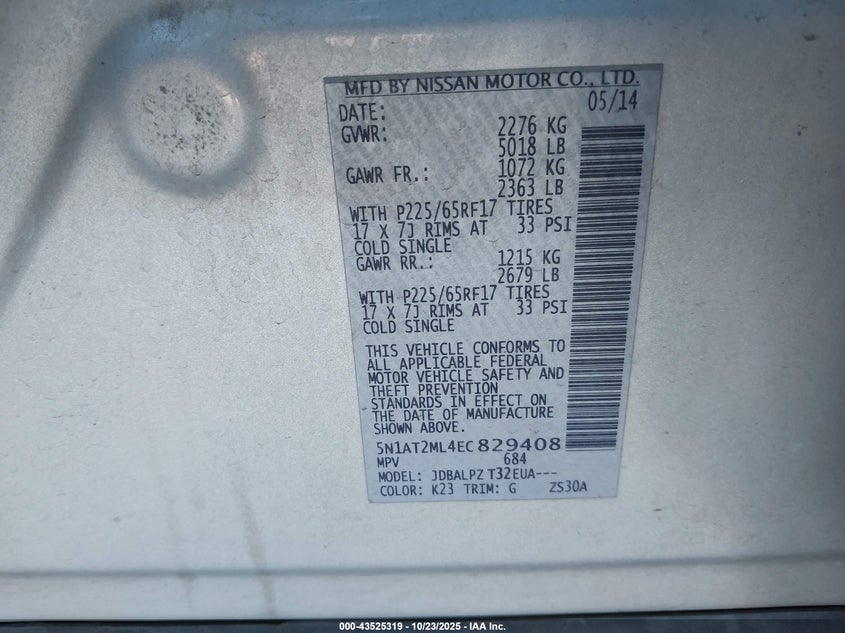 MFD BY NISSAN MOTOR CO., LTD.
DATE: 05/14
GVWR: 2276 KG
5018 LB
GAWR FR.: 1072 KG
2363 LB
WITH P225/65RF17 TIRES
17 X 7J RIMS AT 33 PSI
COLD SINGLE
GAWR RR.: 1215 KG
2679 LB
WITH P225/65RF17 TIRES
17 X 7J RIMS AT 33 PSI
COLD SINGLE
THIS VEHICLE CONFORMS TO
ALL APPLICABLE FEDERAL
MOTOR VEHICLE SAFETY AND
THEFT PREVENTION
STANDARDS IN EFFECT ON
THE DATE OF MANUFACTURE
SHOWN ABOVE.
5N1AT2ML4EC829408
MPV 684
MODEL: JDBALPZ T32EUA---
COLOR: K23 TRIM: G ZS30A
000-43525319 - 10/23/2025 - IAA Inc.